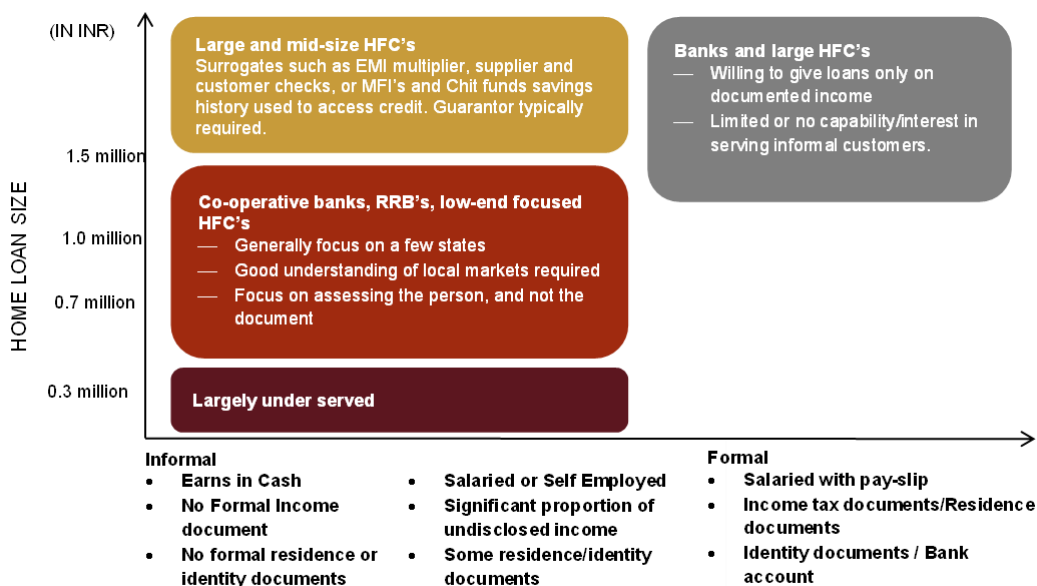 (IN INR)
Large and mid-size HFC's
Surrogates such as EMI multiplier, supplier and
customer checks, or MFI's and Chit funds savings
history used to access credit. Guarantor typically
required.
Banks and large HFC's
— Willing to give loans only on
documented income
— Limited or no capability/interest in
serving informal customers.
1.5 million
Co-operative banks, RRB's, low-end focused
HFC's
— Generally focus on a few states
— Good understanding of local markets required
— Focus on assessing the person, and not the
document
1.0 million
0.7 million
HOME LOAN SIZE
0.3 million
Largely under served
Informal
• Earns in Cash
• No Formal Income
document
• No formal residence or
identity documents
• Salaried or Self Employed
• Significant proportion of
undisclosed income
• Some residence/identity
documents
Formal
• Salaried with pay-slip
• Income tax documents/Residence
documents
• Identity documents / Bank
account